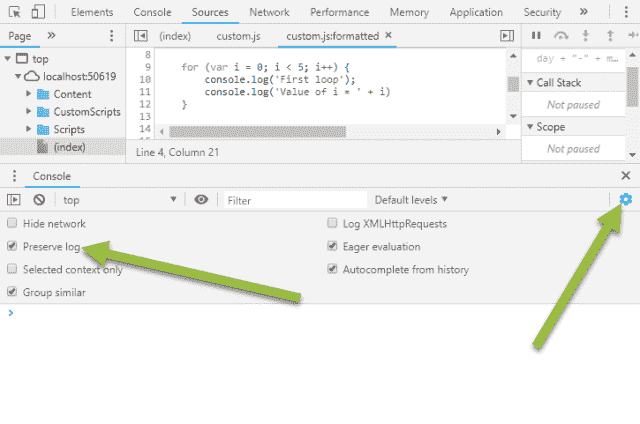 Elements Console Sources Network Performance Memory Application Security
Page
(index) custom.js custom.js:formatted
top
localhost:50619
Content
CustomScripts
Scripts
(index)
8
9 for (var i = 0; i < 5; i++) {
10 console.log('First loop');
11 console.log('Value of i = ' + i)
12 }
13
14
Line 4, Column 21
day + "-" + m...
Call Stack
Not paused
Scope
Not paused
Console
top Filter Default levels
Hide network Log XMLHttpRequests
Preserve log Eager evaluation
Selected context only Autocomplete from history
Group similar